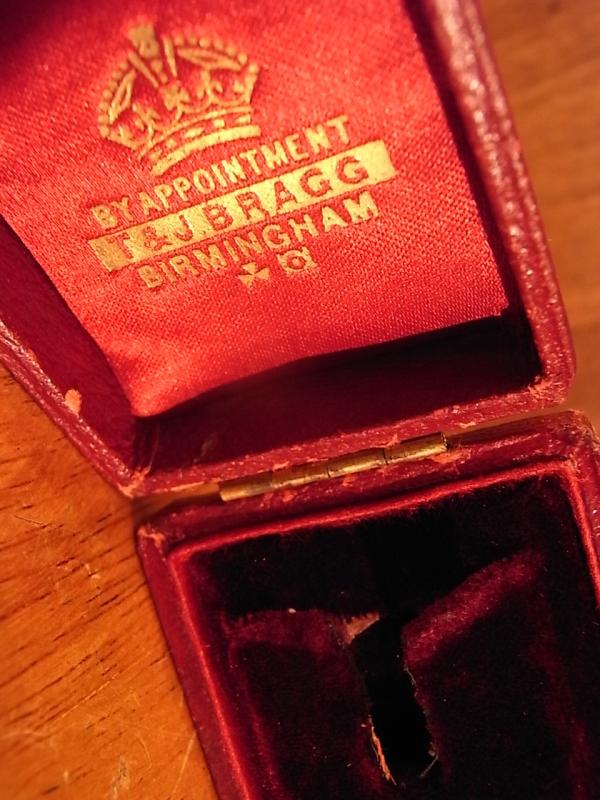 BY APPOINTMENT
T & J BRAGG
BIRMINGHAM